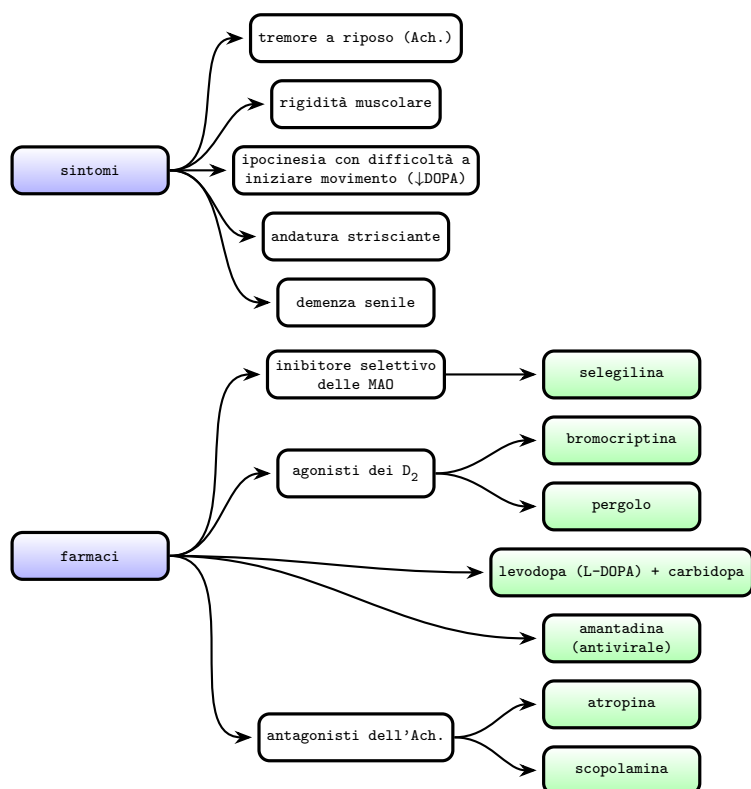 tremore a riposo (Ach.)
rigidità muscolare
sintomi
ipocinesia con difficoltà a
iniziare movimento (↓DOPA)
andatura strisciante
demenza senile
inibitore selettivo
delle MAO
selegilina
agonisti dei D₂
bromocriptina
pergolo
farmaci
levodopa (L-DOPA) + carbidopa
amantadina
(antivirale)
antagonisti dell'Ach.
atropina
scopolamina